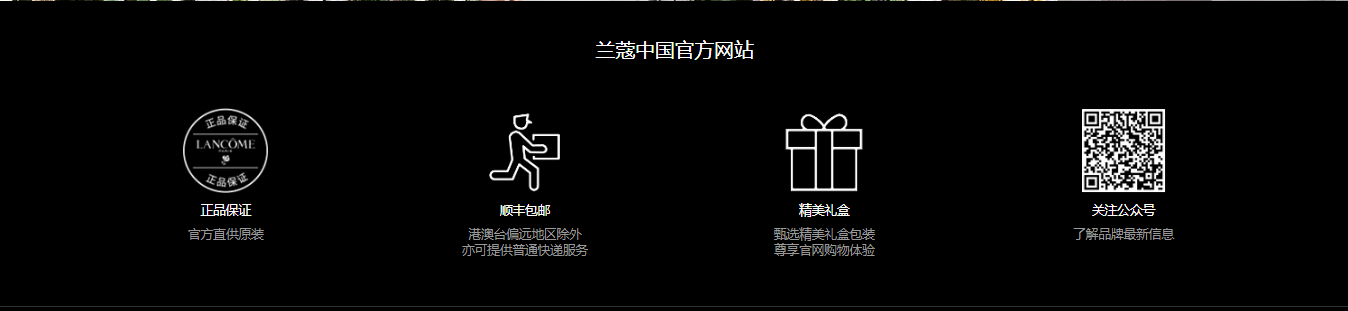 兰蔻中国官方网站
正品保证
LANCÔME
PARIS
正品保证
正品保证
官方直供原装
顺丰包邮
港澳台偏远地区除外
亦可提供普通快递服务
精美礼盒
甄选精美礼盒包装
尊享官网购物体验
关注公众号
了解品牌最新信息